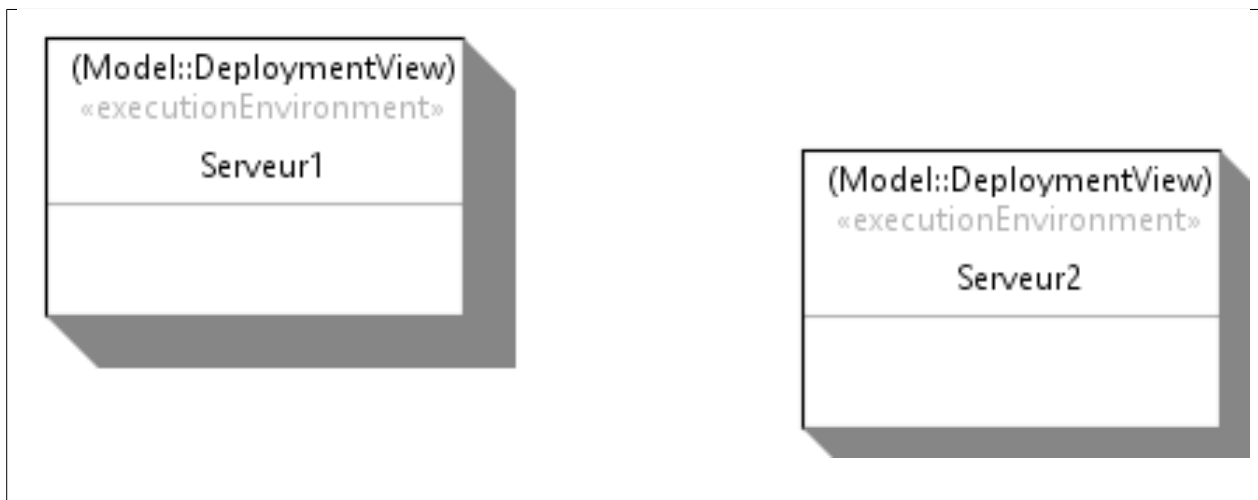 (Model::DeploymentView)
«executionEnvironment»
Serveur1
(Model::DeploymentView)
«executionEnvironment»
Serveur2